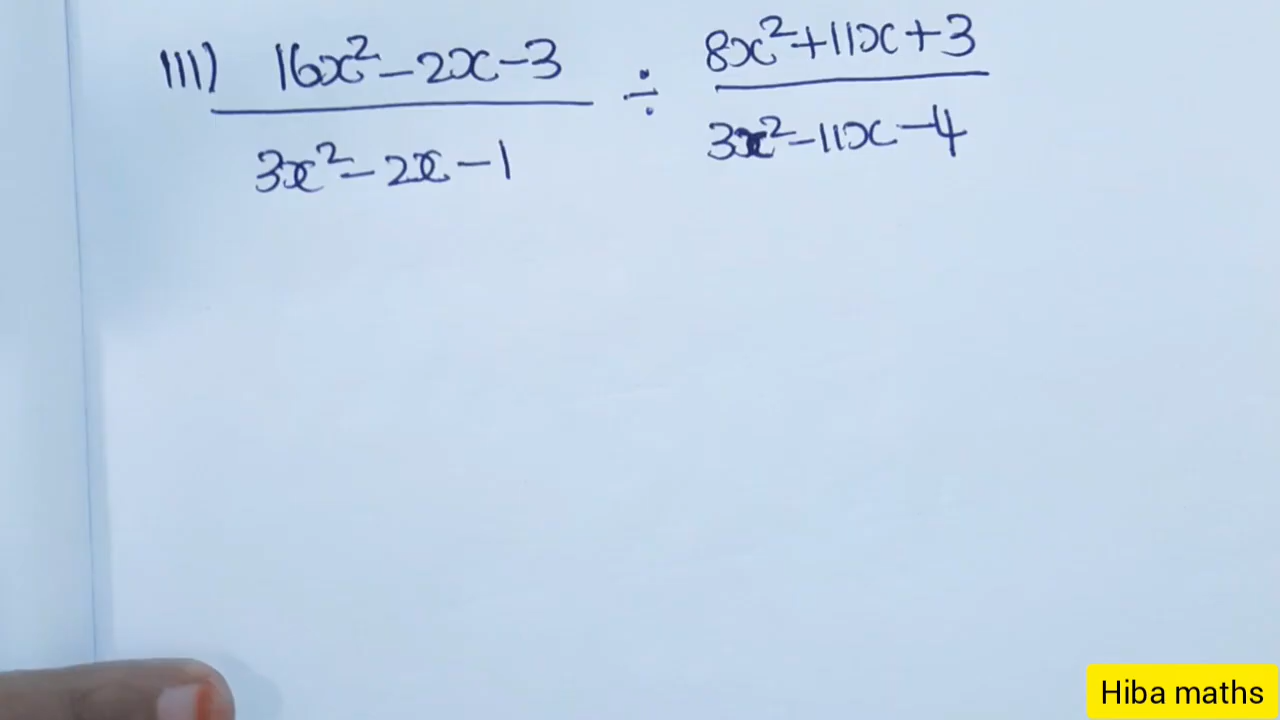 III) 16x² - 2x - 3 ÷ 8x² + 11x + 3
3x² - 2x - 1 3x² - 11x - 4
Hiba maths